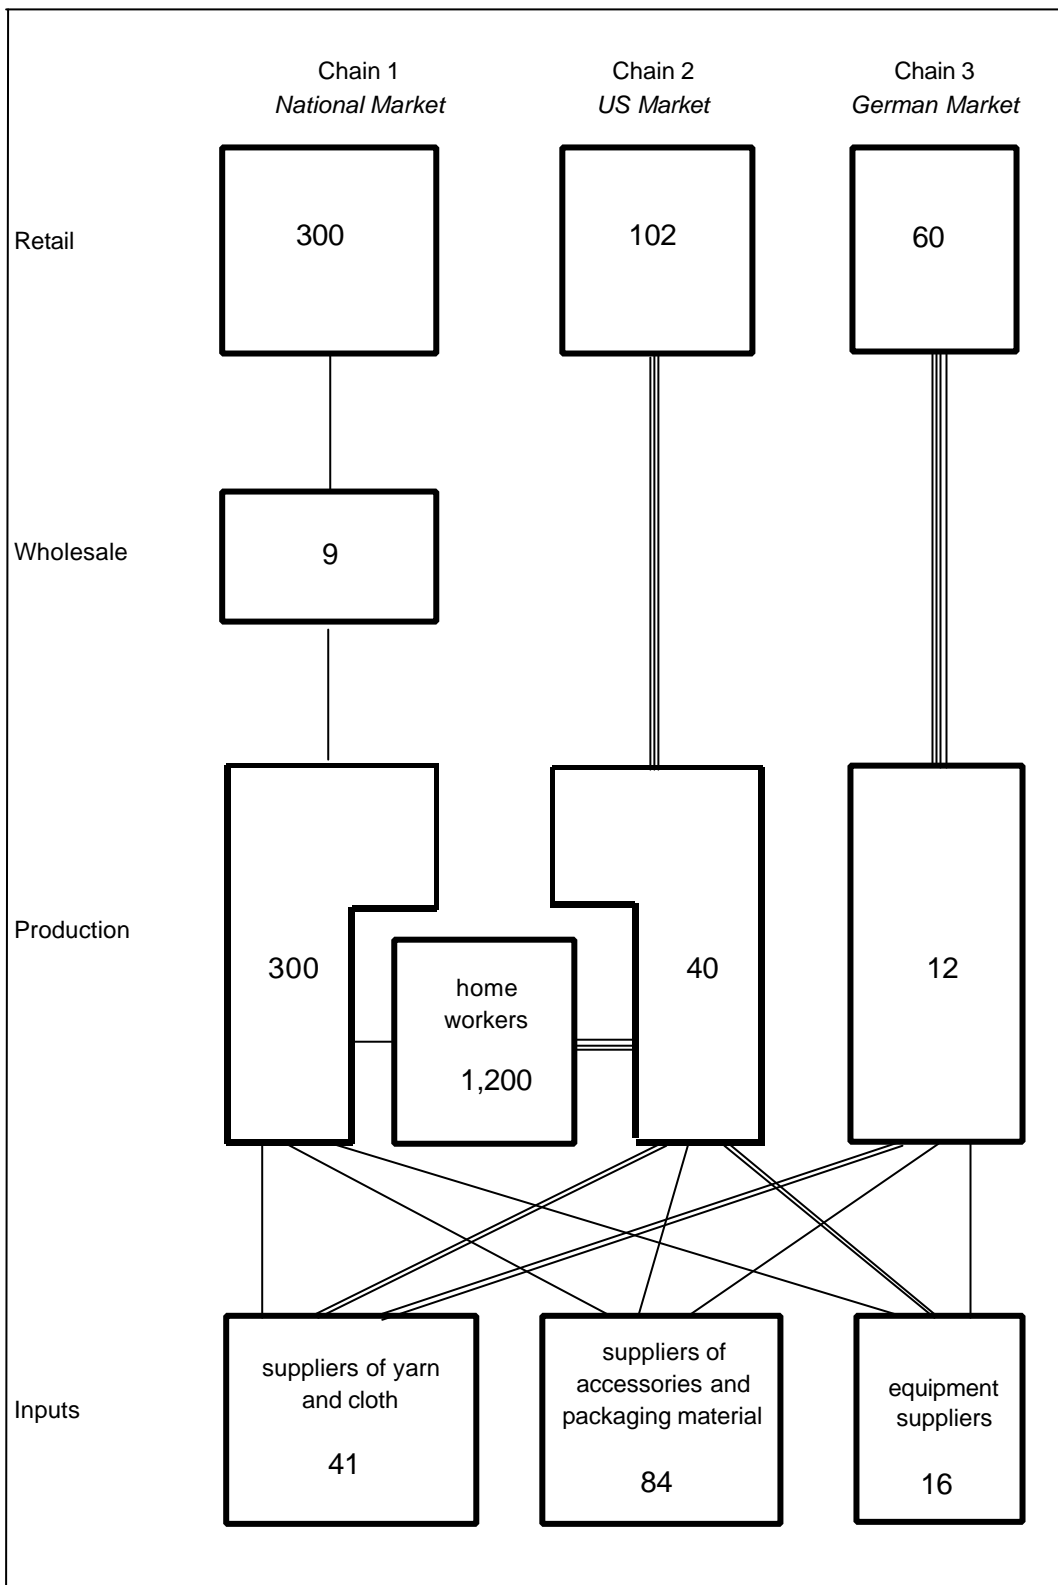 Chain 1
National Market
Chain 2
US Market
Chain 3
German Market
Retail
300
102
60
Wholesale
9
Production
300
home
workers
1,200
40
12
Inputs
suppliers of yarn
and cloth
41
suppliers of
accessories and
packaging material
84
equipment
suppliers
16